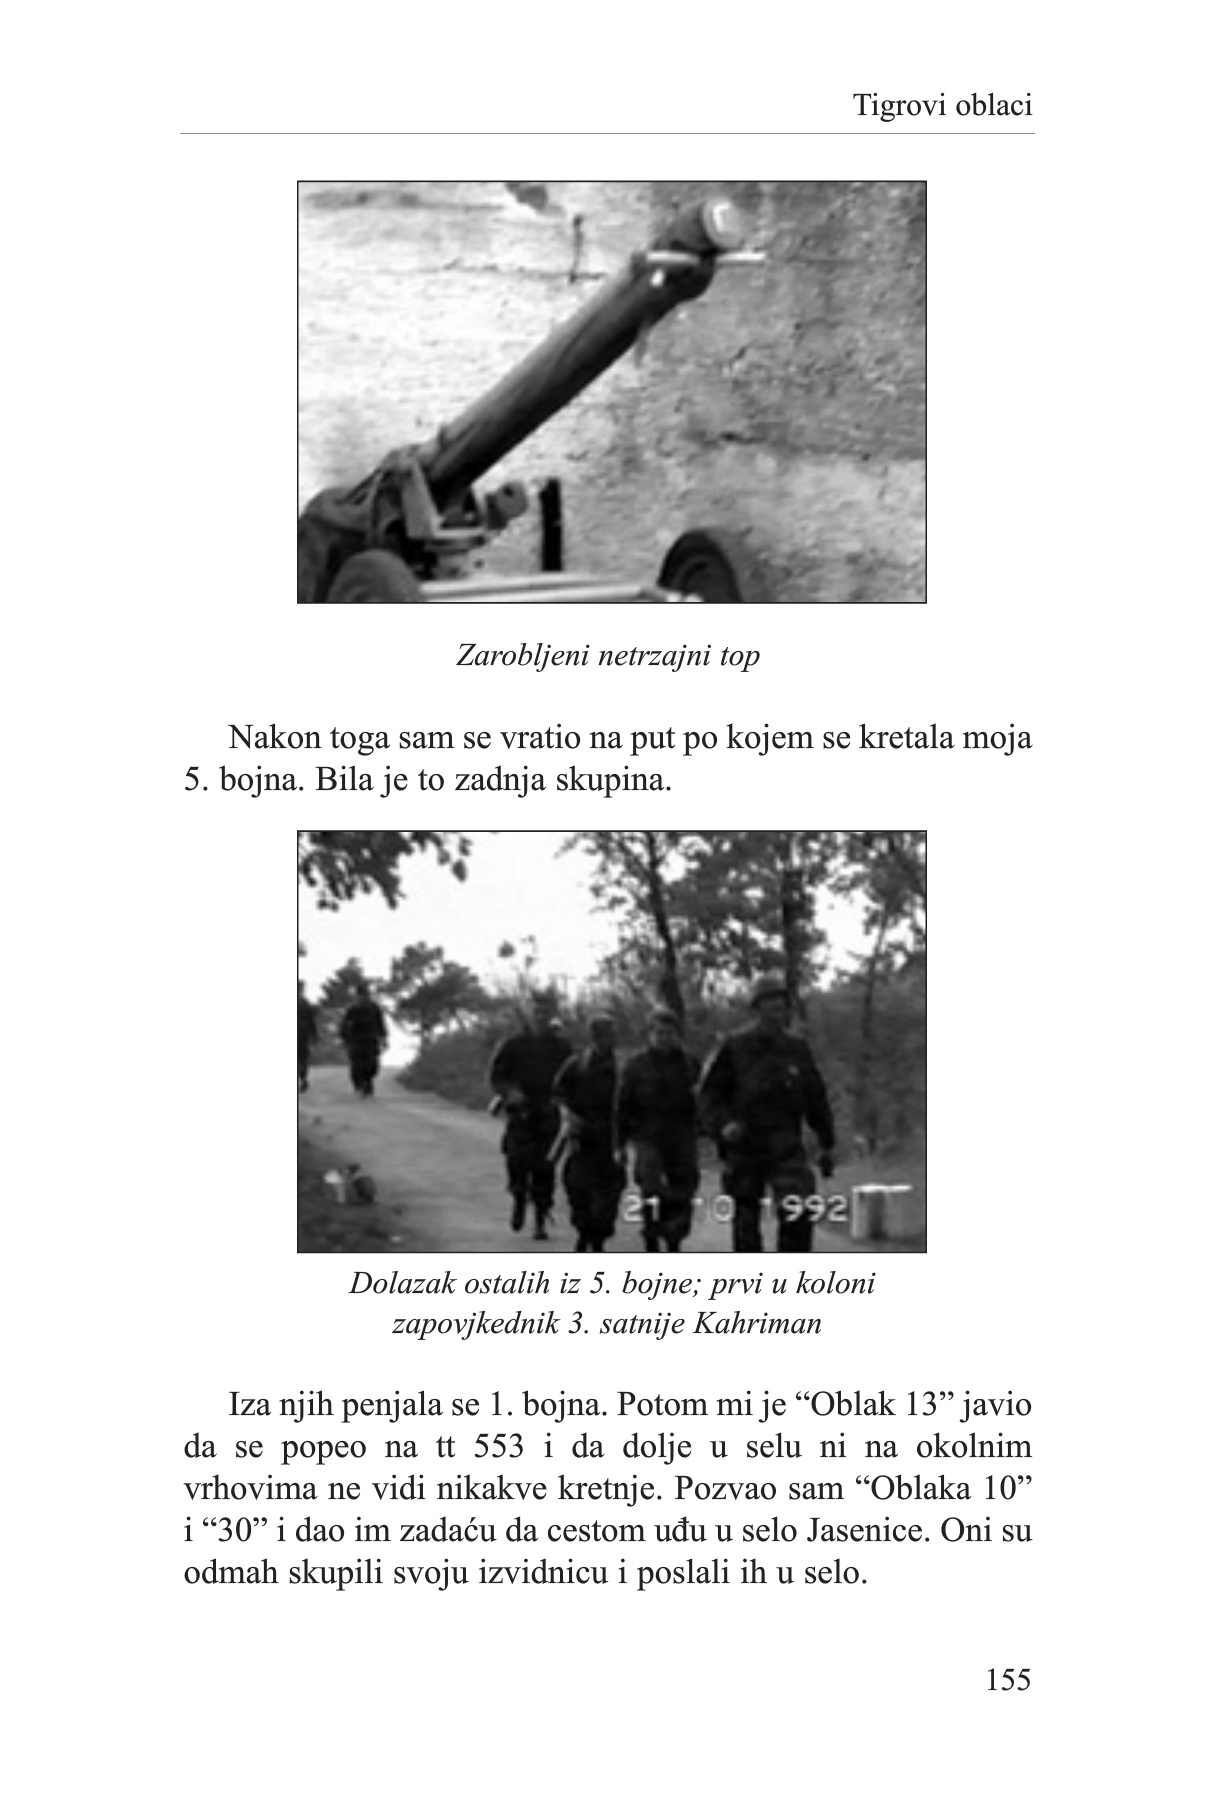 Tigrovi oblaci
Zarobljeni netrzajni top
Nakon toga sam se vratio na put po kojem se kretala moja
5. bojna. Bila je to zadnja skupina.
21 10 1992
Dolazak ostalih iz 5. bojne; prvi u koloni
zapovjkednik 3. satnije Kahriman
Iza njih penjala se 1. bojna. Potom mi je “Oblak 13” javio
da se popeo na tt 553 i da dolje u selu ni na okolnim
vrhovima ne vidi nikakve kretnje. Pozvao sam “Oblaka 10”
i “30” i dao im zadaću da cestom uđu u selo Jasenice. Oni su
odmah skupili svoju izvidnicu i poslali ih u selo.
155